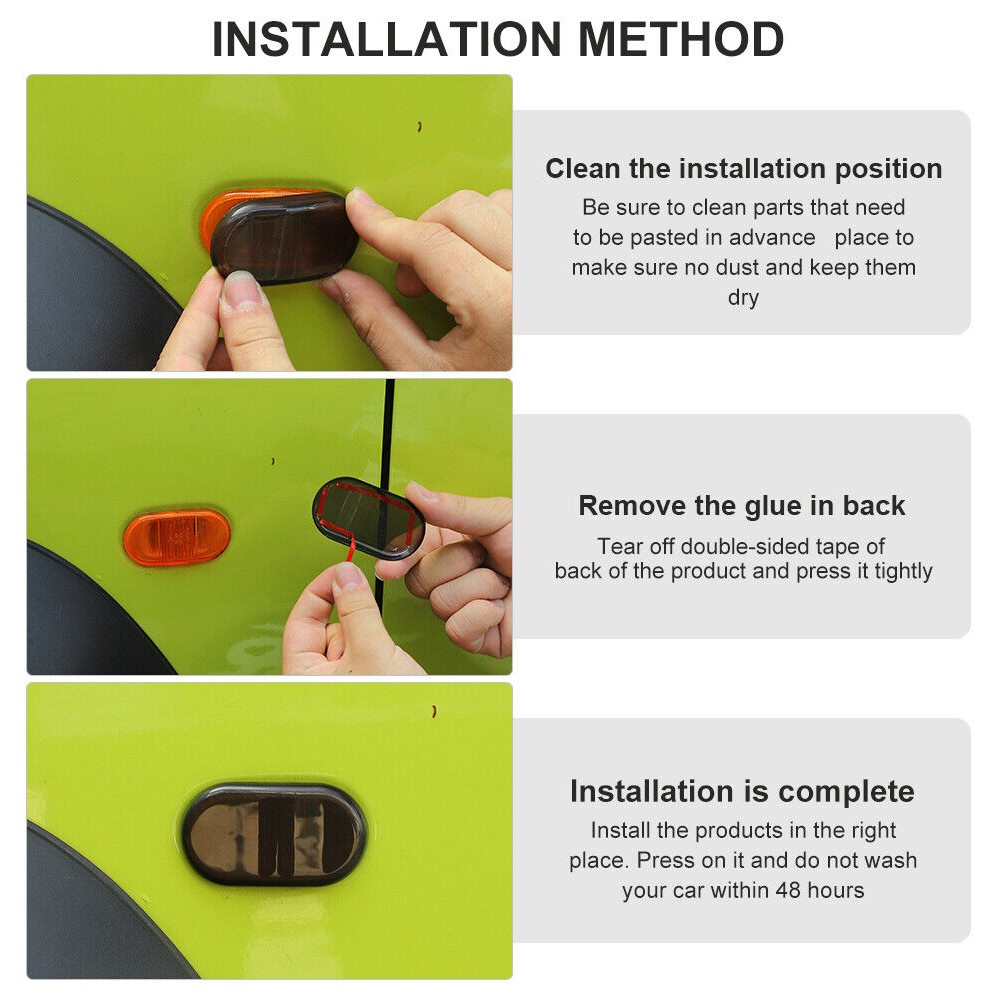 INSTALLATION METHOD
Clean the installation position
Be sure to clean parts that need
to be pasted in advance   place to
make sure no dust and keep them
dry
Remove the glue in back
Tear off double-sided tape of
back of the product and press it tightly
Installation is complete
Install the products in the right
place. Press on it and do not wash
your car within 48 hours